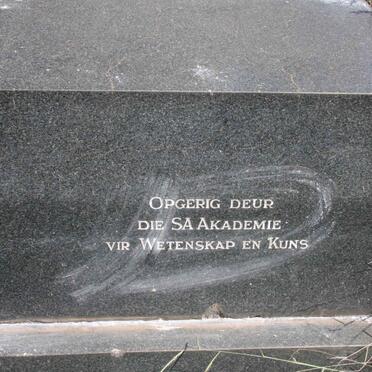 OPGERIG DEUR
DIE SA AKADEMIE
VIR WETENSKAP EN KUNS